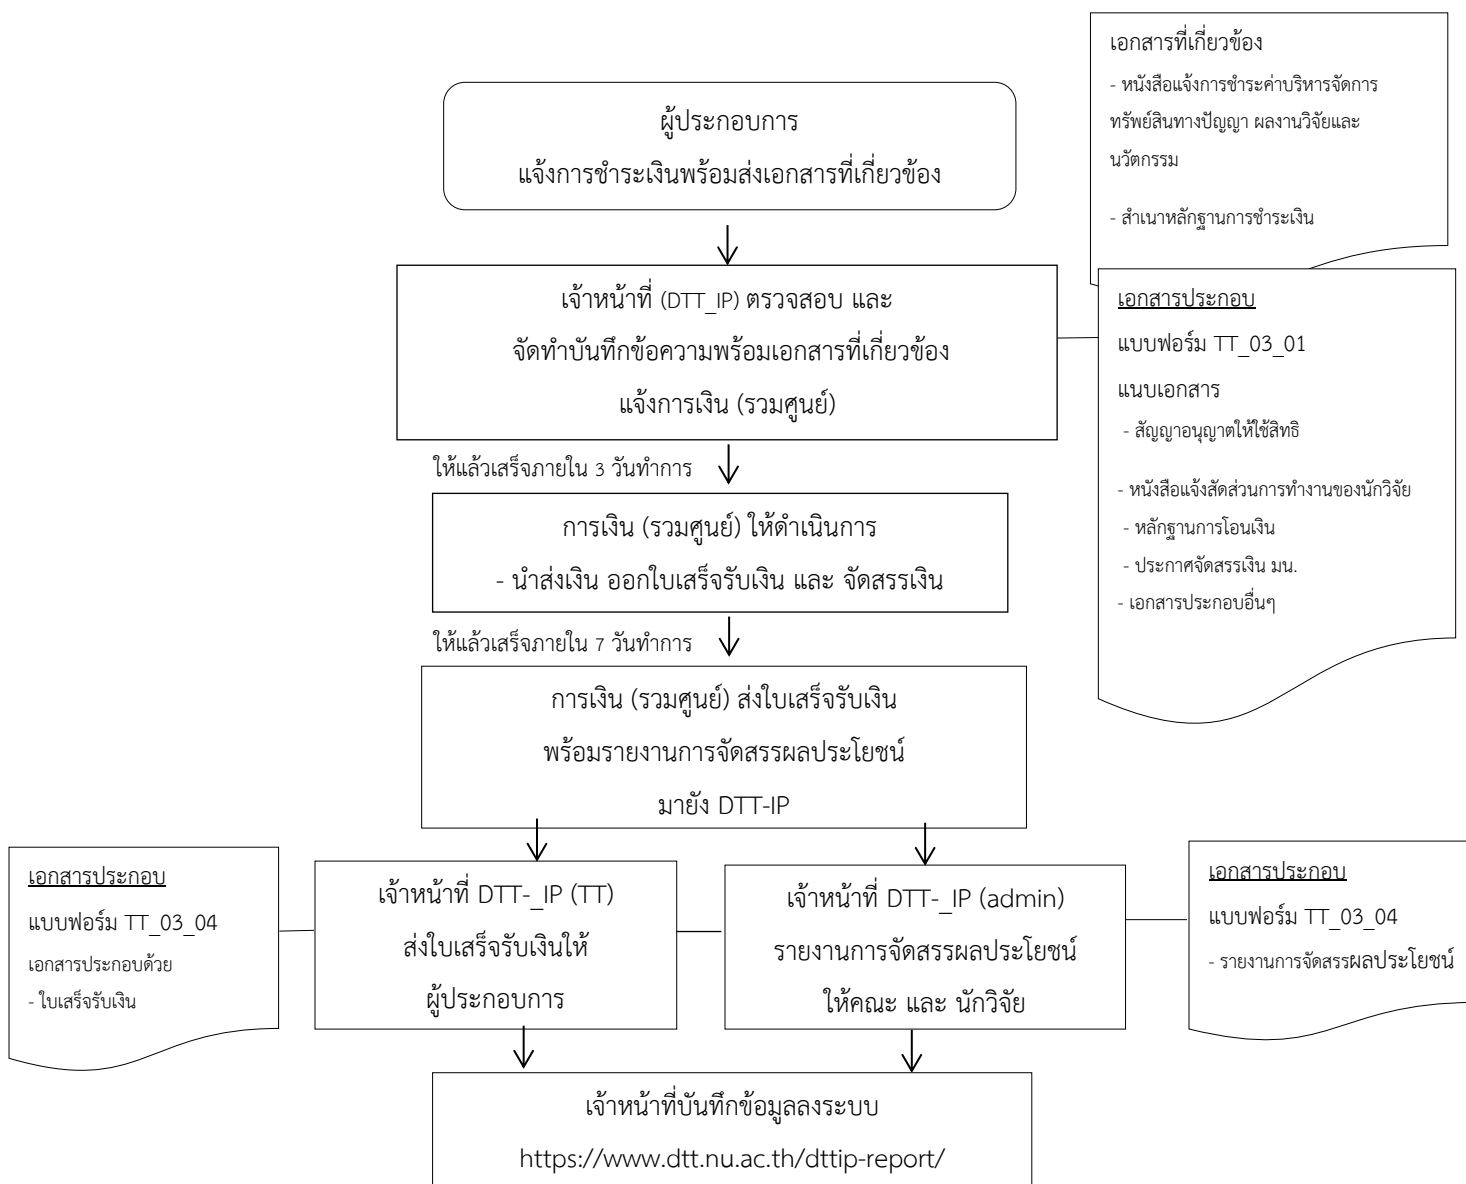 เอกสารที่เกี่ยวข้อง
- หนังสือแจ้งการชำระค่าบริหารจัดการ
ทรัพย์สินทางปัญญา ผลงานวิจัยและ
นวัตกรรม
- สำเนาหลักฐานการชำระเงิน
ผู้ประกอบการ
แจ้งการชำระเงินพร้อมส่งเอกสารที่เกี่ยวข้อง
เจ้าหน้าที่ (DTT_IP) ตรวจสอบ และ
จัดทำบันทึกข้อความพร้อมเอกสารที่เกี่ยวข้อง
แจ้งการเงิน (รวมศูนย์)
เอกสารประกอบ
แบบฟอร์ม TT_03_01
แนบเอกสาร
- สัญญาอนุญาตให้ใช้สิทธิ
- หนังสือแจ้งสัดส่วนการทำงานของนักวิจัย
- หลักฐานการโอนเงิน
- ประกาศจัดสรรเงิน มน.
- เอกสารประกอบอื่นๆ
ให้แล้วเสร็จภายใน 3 วันทำการ
การเงิน (รวมศูนย์) ให้ดำเนินการ
- นำส่งเงิน ออกใบเสร็จรับเงิน และ จัดสรรเงิน
ให้แล้วเสร็จภายใน 7 วันทำการ
การเงิน (รวมศูนย์) ส่งใบเสร็จรับเงิน
พร้อมรายงานการจัดสรรผลประโยชน์
มายัง DTT-IP
เอกสารประกอบ
แบบฟอร์ม TT_03_04
เอกสารประกอบด้วย
- ใบเสร็จรับเงิน
เจ้าหน้าที่ DTT-_IP (TT)
ส่งใบเสร็จรับเงินให้
ผู้ประกอบการ
เจ้าหน้าที่ DTT-_IP (admin)
รายงานการจัดสรรผลประโยชน์
ให้คณะ และ นักวิจัย
เอกสารประกอบ
แบบฟอร์ม TT_03_04
- รายงานการจัดสรรผลประโยชน์
เจ้าหน้าที่บันทึกข้อมูลลงระบบ
https://www.dtt.nu.ac.th/dttip-report/